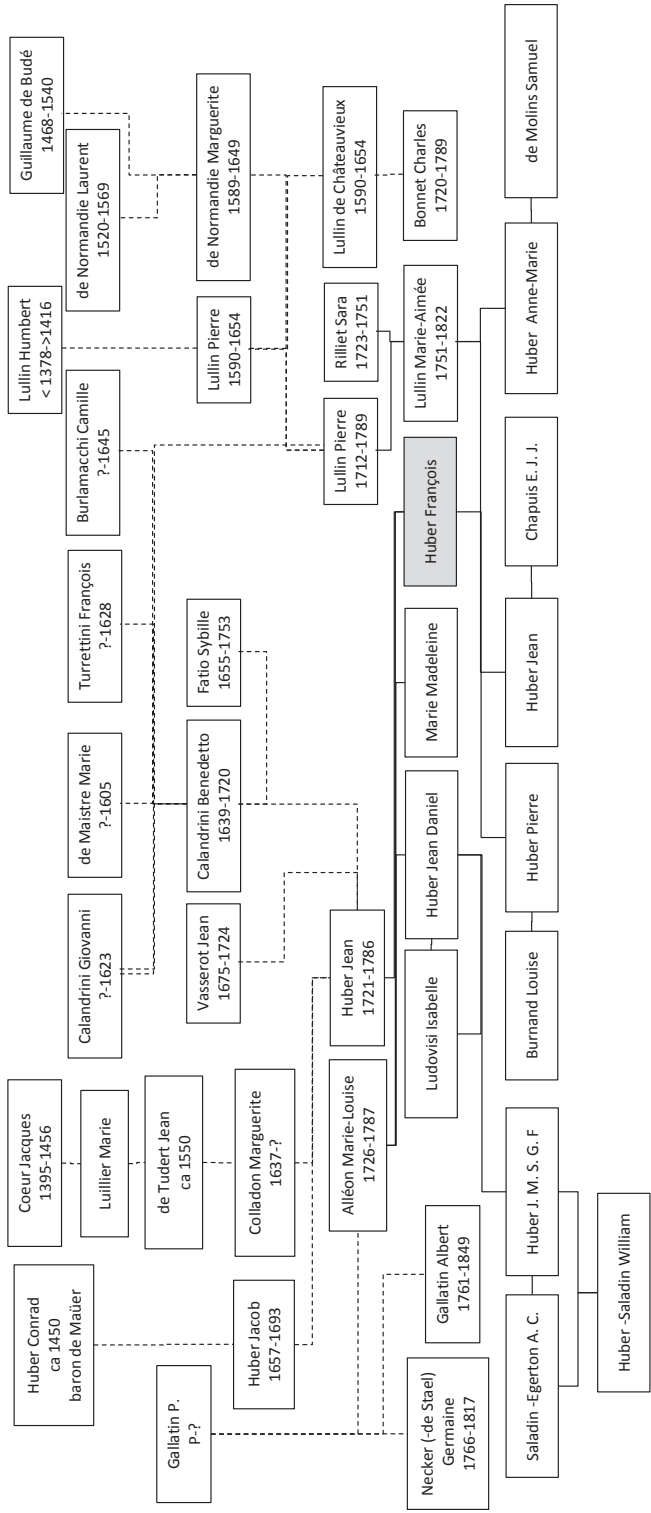 Huber Conrad
ca 1450
baron de Maüer
Coeur Jacques
1395-1456
Luillier Marie
de Tudert Jean
ca 1550
Calandrini Giovanni
?-1623
de Maistre Marie
?-1605
Turrettini François
?-1628
Burlamacchi Camille
?-1645
Lullin Humbert
< 1378->1416
de Normandie Laurent
1520-1569
Guillaume de Budé
1468-1540
Gallatin P.
P-?
Huber Jacob
1657-1693
Colladon Marguerite
1637-?
Vasserot Jean
1675-1724
Calandrini Benedetto
1639-1720
Fatio Sybille
1655-1753
Lullin Pierre
1590-1654
de Normandie Marguerite
1589-1649
Alléon Marie-Louise
1726-1787
Huber Jean
1721-1786
Lullin Pierre
1712-1789
Rilliet Sara
1723-1751
Lullin de Châteauvieux
1590-1654
Necker (-de Stael)
Germaine
1766-1817
Gallatin Albert
1761-1849
Ludovisi Isabelle
Huber Jean Daniel
Marie Madeleine
Huber François
Lullin Marie-Aimée
1751-1822
Bonnet Charles
1720-1789
Saladin -Egerton A. C.
Huber J. M. S. G. F
Burnand Louise
Huber Pierre
Huber Jean
Chapuis E. J. J.
Huber  Anne-Marie
de Molins Samuel
Huber -Saladin William